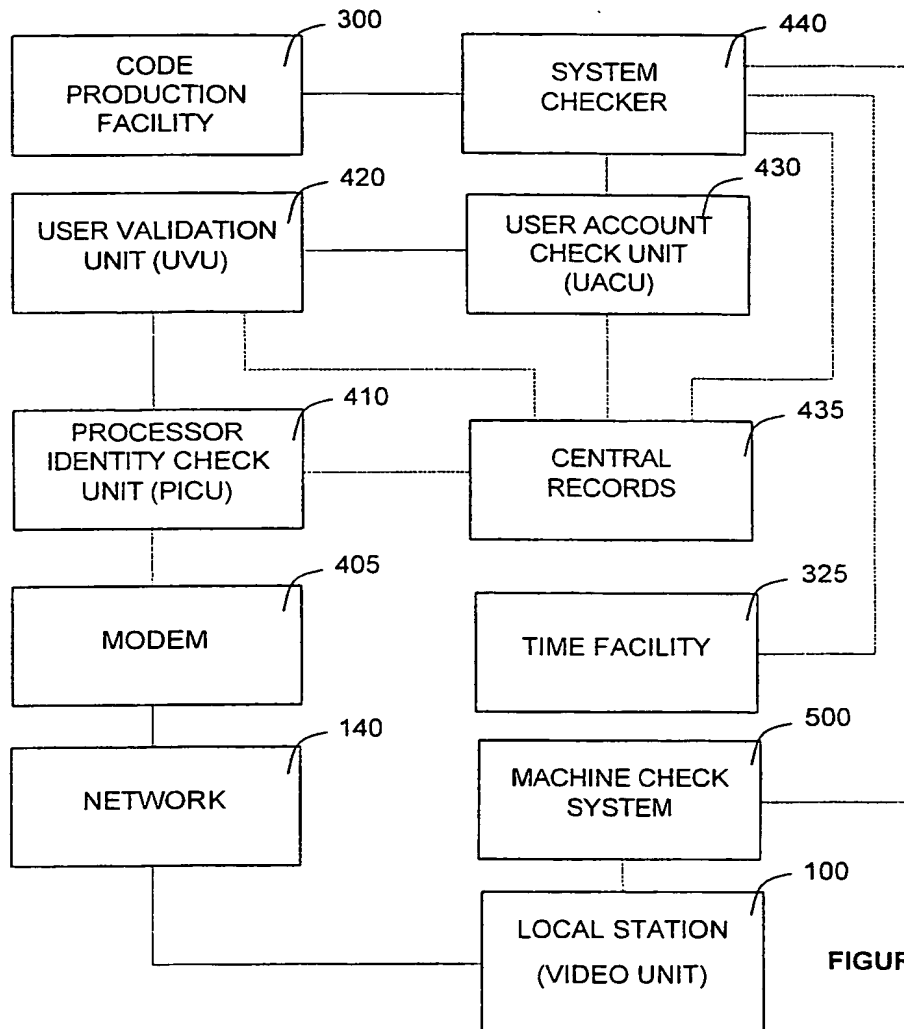 300
CODE
PRODUCTION
FACILITY
440
SYSTEM
CHECKER
420
USER VALIDATION
UNIT (UVU)
430
USER ACCOUNT
CHECK UNIT
(UACU)
410
PROCESSOR
IDENTITY CHECK
UNIT (PICU)
435
CENTRAL
RECORDS
405
MODEM
325
TIME FACILITY
140
NETWORK
500
MACHINE CHECK
SYSTEM
100
LOCAL STATION
(VIDEO UNIT)
FIGUR